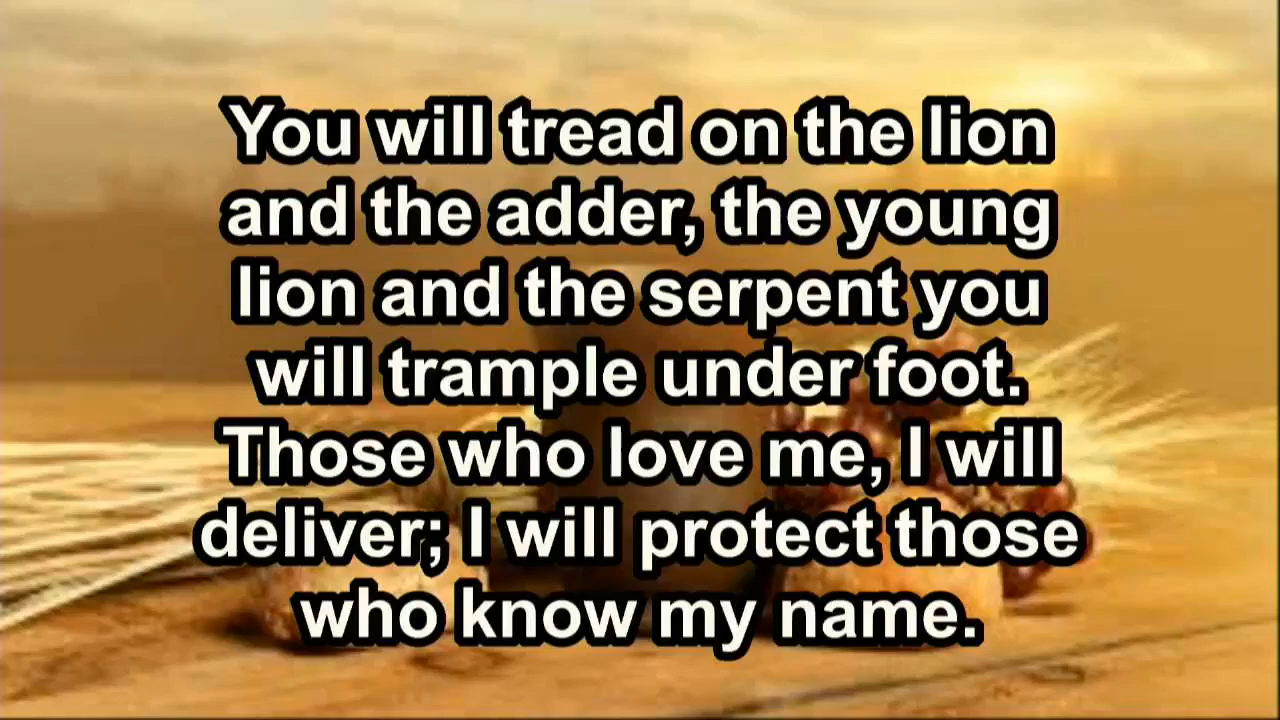 You will tread on the lion
and the adder, the young
lion and the serpent you
will trample under foot.
Those who love me, I will
deliver; I will protect those
who know my name.